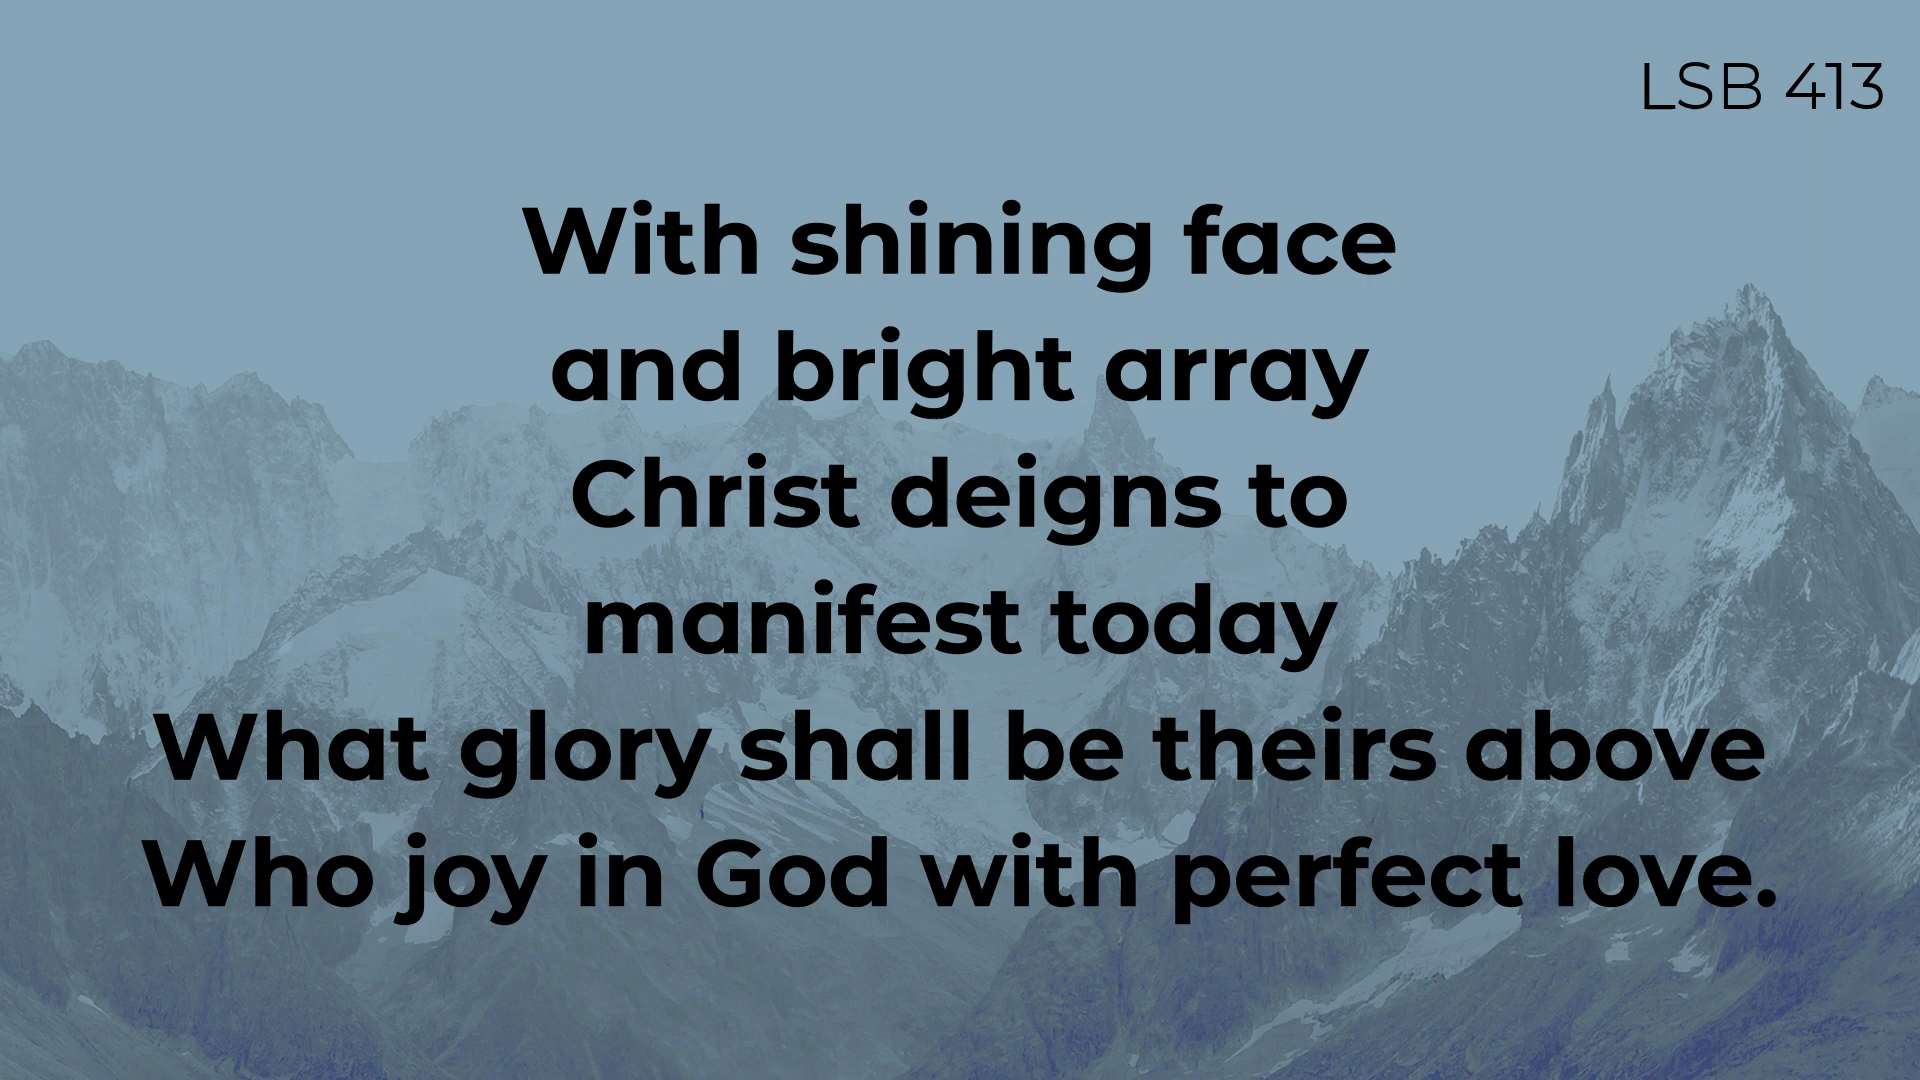 LSB 413
With shining face
and bright array
Christ deigns to
manifest today
What glory shall be theirs above
Who joy in God with perfect love.